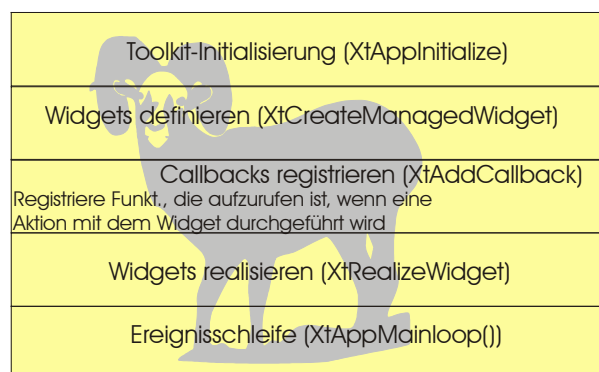 Toolkit-Initialisierung (XtAppInitialize)
Widgets definieren (XtCreateManagedWidget)
Callbacks registrieren (XtAddCallback)
Registriere Funkt., die aufzurufen ist, wenn eine
Aktion mit dem Widget durchgeführt wird
Widgets realisieren (XtRealizeWidget)
Ereignisschleife (XtAppMainloop())